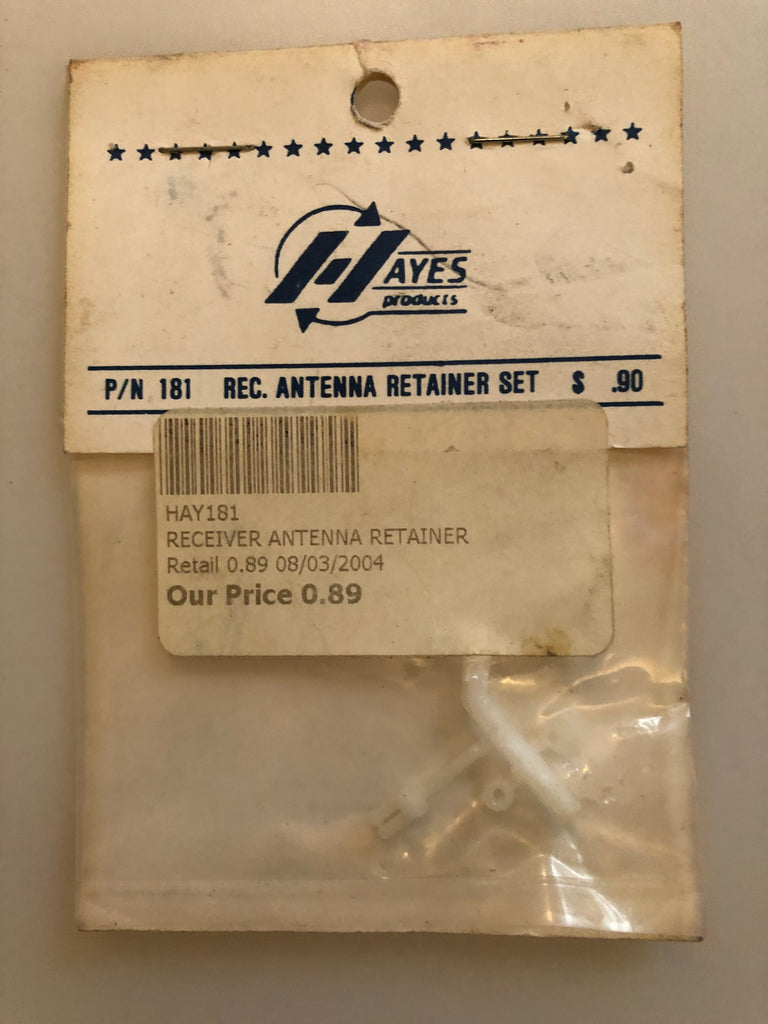 HAYES
products
P/N 181 REC. ANTENNA RETAINER SET $ .90
HAY181
RECEIVER ANTENNA RETAINER
Retail 0.89 08/03/2004
Our Price 0.89